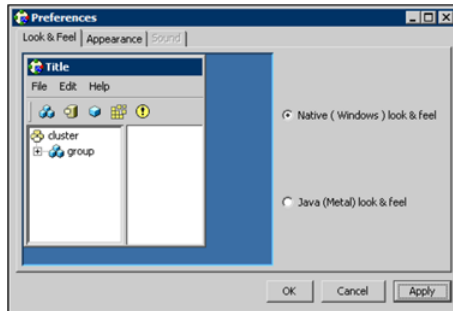 Preferences
Look & Feel Appearance Sound
Title
File Edit Help
cluster
group
Native ( Windows ) look & feel
Java (Metal) look & feel
OK Cancel Apply